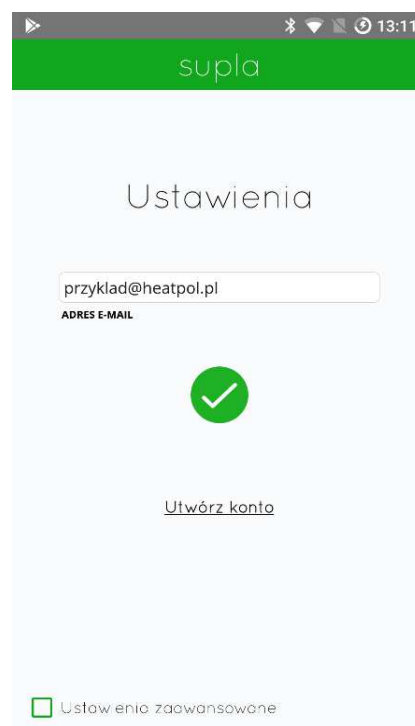 13:11
supla
Ustawienia
przyklad@heatpol.pl
ADRES E-MAIL
Utwórz konto
Ustawienia zaawansowane